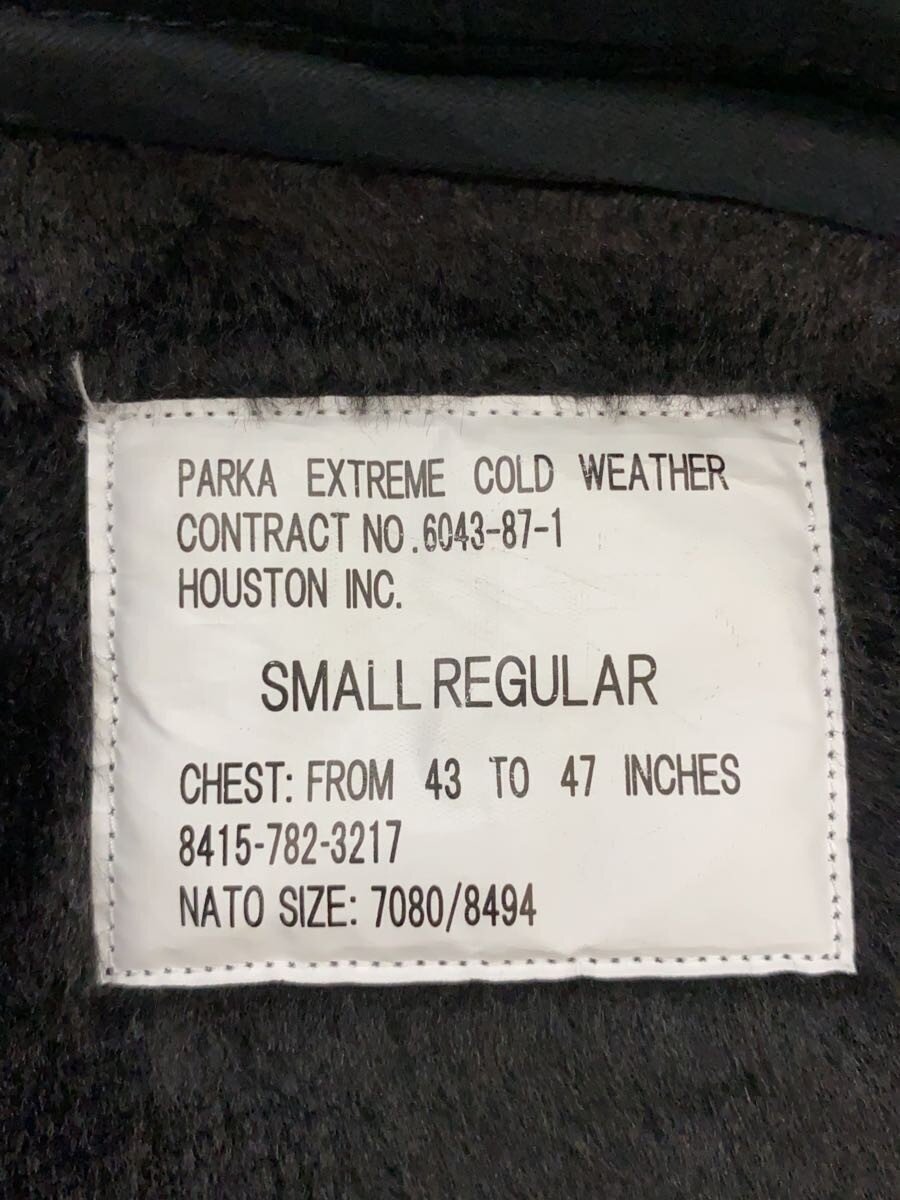 PARKA EXTREME COLD WEATHER
CONTRACT NO.6043-87-1
HOUSTON INC.
SMALL REGULAR
CHEST: FROM 43 TO 47 INCHES
8415-782-3217
NATO SIZE: 7080/8494